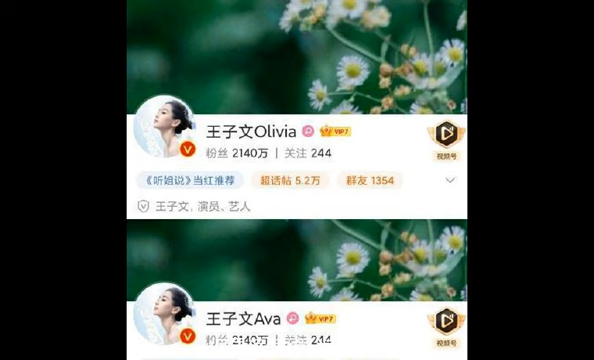 王子文Olivia VIP7
粉丝 2140万 | 关注 244
视频号
《听姐说》当红推荐 超话帖 5.2万 群友 1354
王子文，演员、艺人
王子文Ava VIP7
粉丝 2140万 | 关注 244
视频号